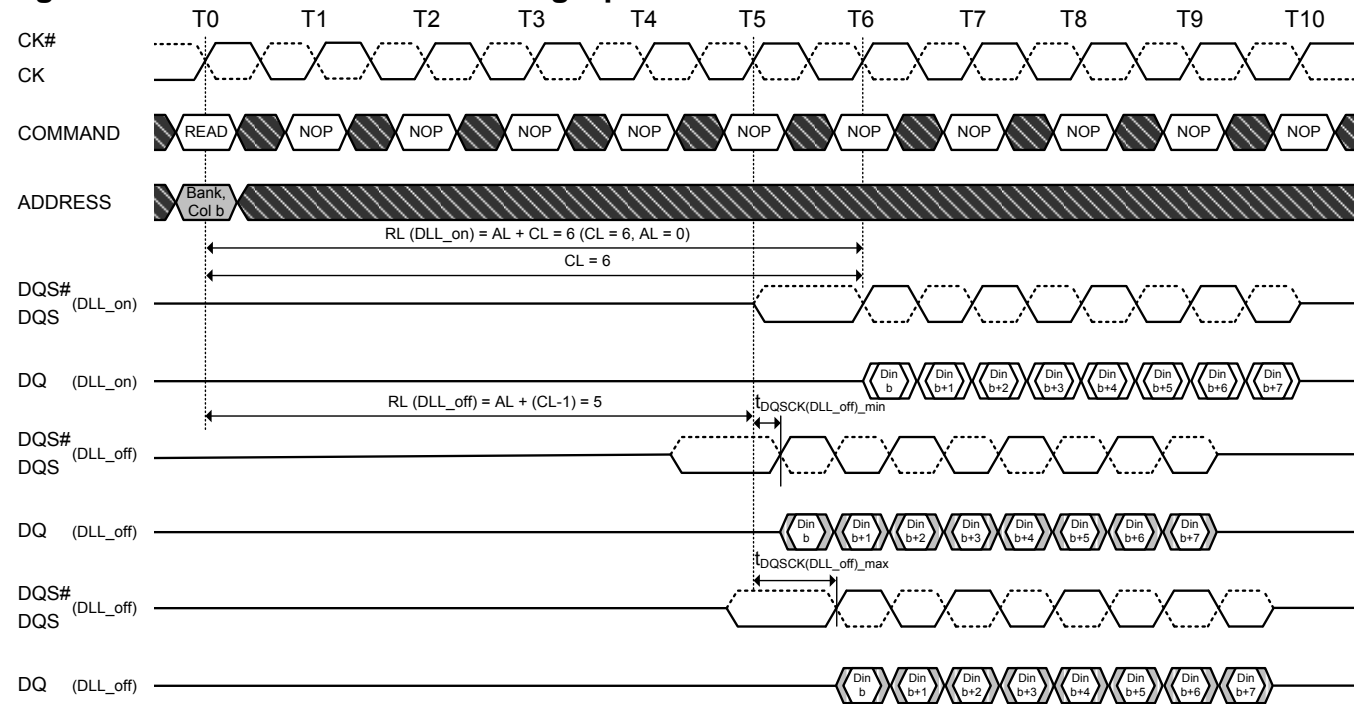 T0 T1 T2 T3 T4 T5 T6 T7 T8 T9 T10
CK#
CK
COMMAND READ NOP NOP NOP NOP NOP NOP NOP NOP NOP NOP
ADDRESS Bank, Col b
RL (DLL_on) = AL + CL = 6 (CL = 6, AL = 0)
CL = 6
DQS# (DLL_on)
DQS
DQ (DLL_on) Din b Din b+1 Din b+2 Din b+3 Din b+4 Din b+5 Din b+6 Din b+7
RL (DLL_off) = AL + (CL-1) = 5 tDQSCK(DLL_off)_min
DQS# (DLL_off)
DQS
DQ (DLL_off) Din b Din b+1 Din b+2 Din b+3 Din b+4 Din b+5 Din b+6 Din b+7
tDQSCK(DLL_off)_max
DQS# (DLL_off)
DQS
DQ (DLL_off) Din b Din b+1 Din b+2 Din b+3 Din b+4 Din b+5 Din b+6 Din b+7